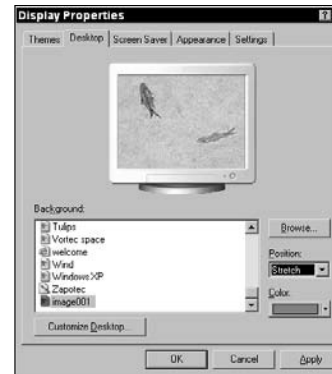 Display Properties
Themes Desktop Screen Saver Appearance Settings
Background:
Tulips
Vortec space
welcome
Wind
Windows XP
Zapotec
image001
Browse...
Position:
Stretch
Color:
Customize Desktop...
OK Cancel Apply